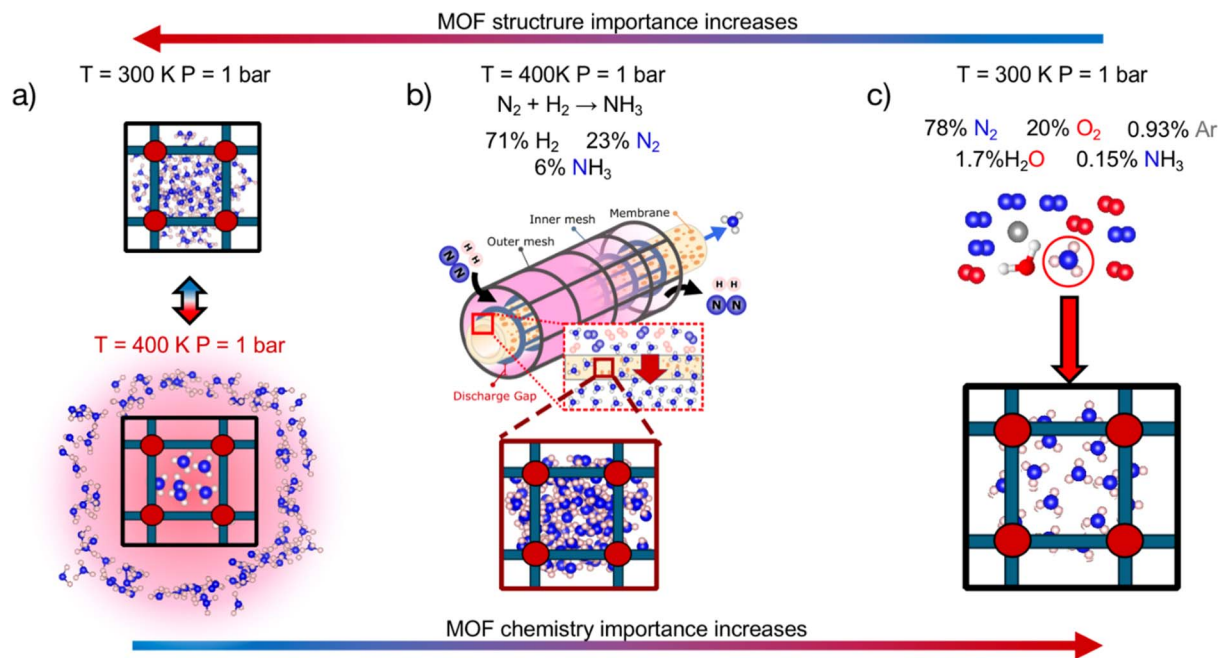 MOF structrure importance increases
a)
T = 300 K P = 1 bar
T = 400 K P = 1 bar
b)
T = 400K P = 1 bar
N₂ + H₂ → NH₃
71% H₂ 23% N₂
6% NH₃
Inner mesh
Membrane
Outer mesh
N N H H
H H
N N
Discharge Gap
c)
T = 300 K P = 1 bar
78% N₂ 20% O₂ 0.93% Ar
1.7%H₂O 0.15% NH₃
MOF chemistry importance increases